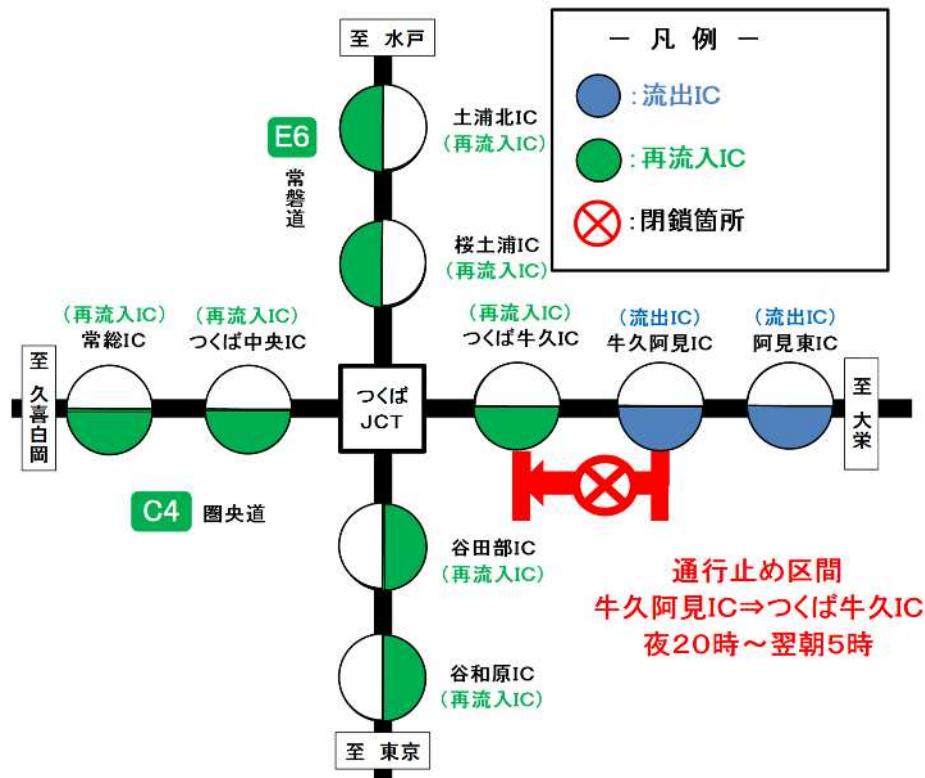 至 水戸
－ 凡 例 －
：流出IC
：再流入IC
：閉鎖箇所
E6
常磐道
土浦北IC
（再流入IC）
桜土浦IC
（再流入IC）
（再流入IC）
常総IC
（再流入IC）
つくば中央IC
（再流入IC）
つくば牛久IC
（流出IC）
牛久阿見IC
（流出IC）
阿見東IC
至 久喜白岡
つくば
JCT
至 大栄
C4 圏央道
谷田部IC
（再流入IC）
谷和原IC
（再流入IC）
通行止め区間
牛久阿見IC⇒つくば牛久IC
夜20時～翌朝5時
至 東京